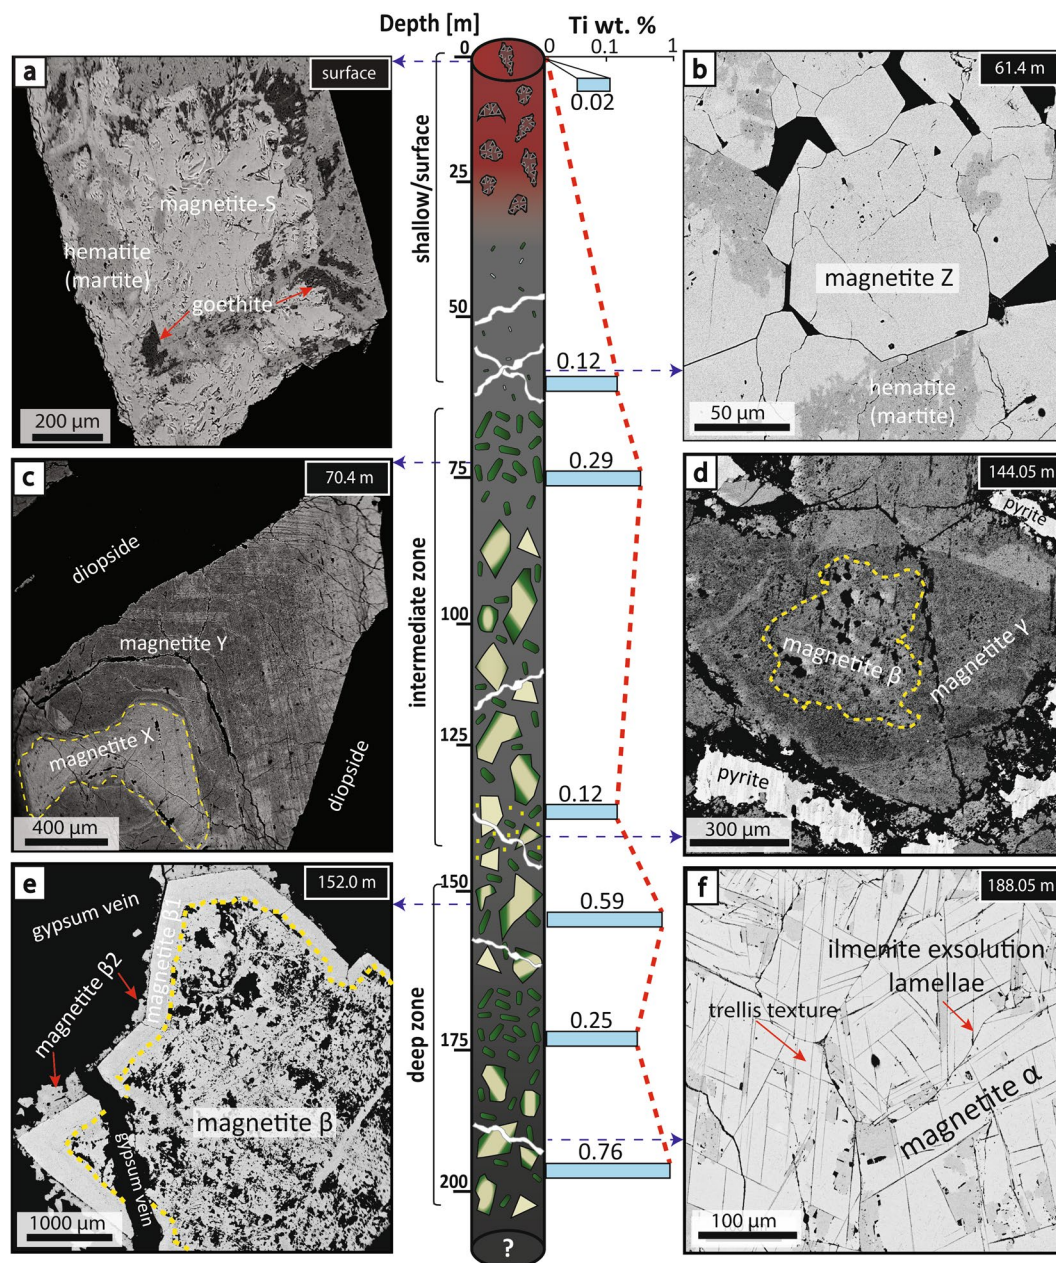 Depth [m]
Ti wt. %
0
0
0.1
1
0.02
25
50
0.12
75
0.29
100
125
0.12
150
0.59
175
0.25
0.76
200
?
shallow/surface
intermediate zone
deep zone
a
surface
magnetite-S
hematite
(martite)
goethite
200 µm
b
61.4 m
magnetite Z
hematite
(martite)
50 µm
c
70.4 m
diopside
magnetite Y
magnetite X
diopside
400 µm
d
144.05 m
pyrite
magnetite β
magnetite γ
pyrite
300 µm
e
152.0 m
gypsum vein
magnetite β1
magnetite β2
magnetite β
gypsum vein
1000 µm
f
188.05 m
ilmenite exsolution
lamellae
trellis texture
magnetite α
100 µm